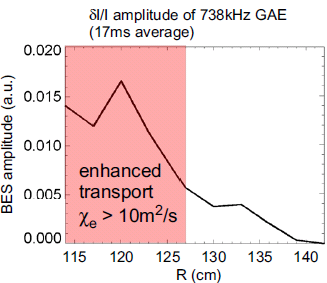 δI/I amplitude of 738kHz GAE
(17ms average)
0.020
0.015
0.010
0.005
0.000
BES amplitude (a.u.)
enhanced
transport
χe > 10m²/s
115 120 125 130 135 140
R (cm)